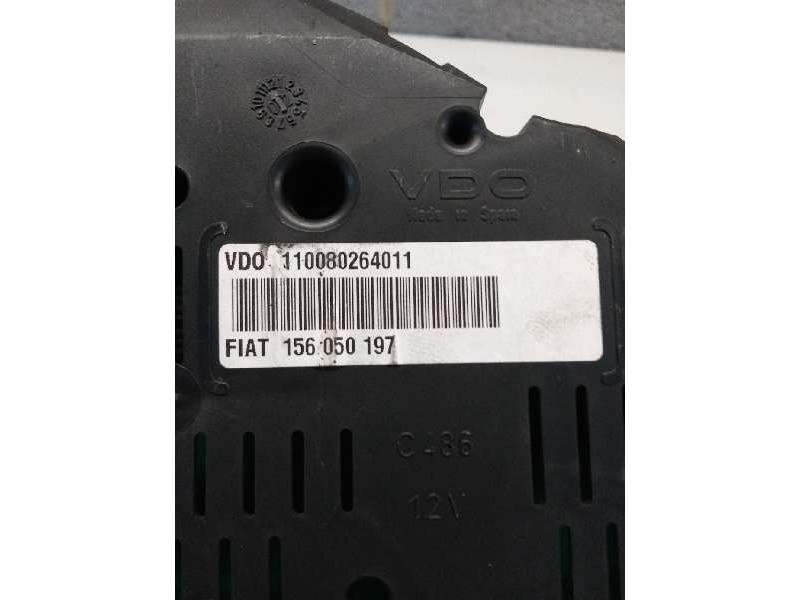 VDO
Made in Spain
VDO 110080264011
FIAT 156 050 197
C486
12V